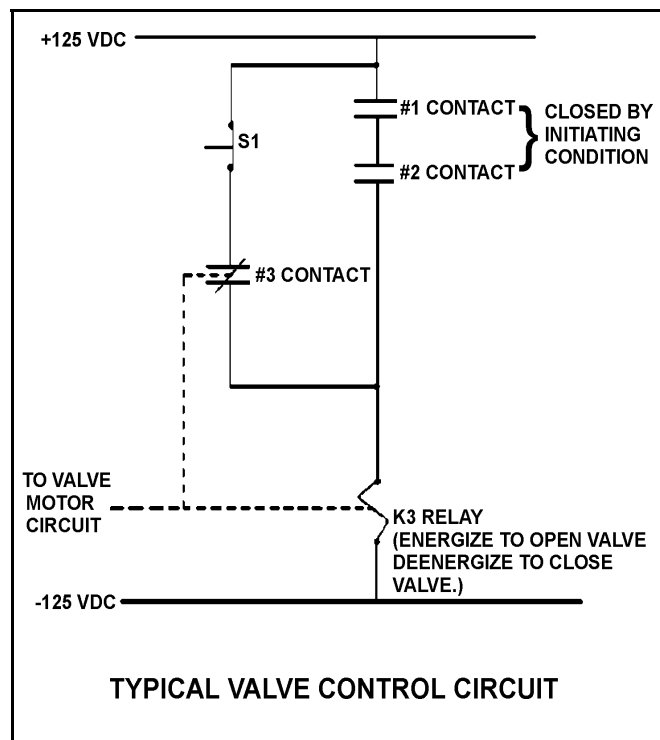 +125 VDC
#1 CONTACT
#2 CONTACT
CLOSED BY
INITIATING
CONDITION
S1
#3 CONTACT
TO VALVE
MOTOR
CIRCUIT
K3 RELAY
(ENERGIZE TO OPEN VALVE
DEENERGIZE TO CLOSE
VALVE.)
-125 VDC
TYPICAL VALVE CONTROL CIRCUIT